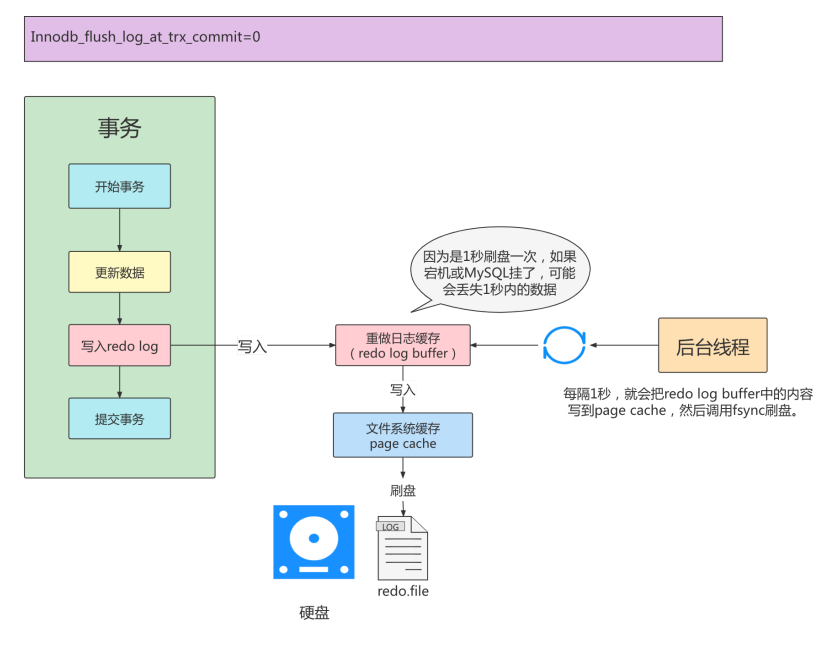 Innodb_flush_log_at_trx_commit=0
事务
开始事务
更新数据
写入redo log
提交事务
写入
因为是1秒刷盘一次，如果
宕机或MySQL挂了，可能
会丢失1秒内的数据
重做日志缓存
（redo log buffer）
写入
文件系统缓存
page cache
刷盘
LOG
redo.file
硬盘
后台线程
每隔1秒，就会把redo log buffer中的内容
写到page cache，然后调用fsync刷盘。